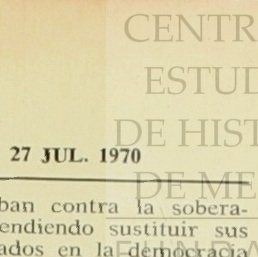 CENTR
ESTUD
DE HIST
27 JUL. 1970
DE ME
ban contra la sobera-
endiendo sustituir sus
ados en la democracia
FUNDA